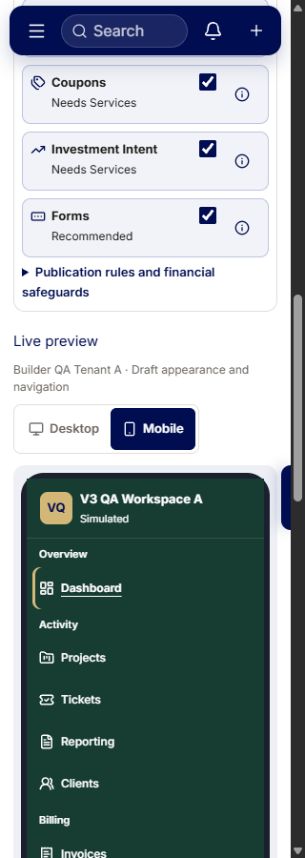 Search
Coupons
Needs Services
Investment Intent
Needs Services
Forms
Recommended
Publication rules and financial
safeguards
Live preview
Builder QA Tenant A · Draft appearance and
navigation
Desktop
Mobile
VQ
V3 QA Workspace A
Simulated
Overview
Dashboard
Activity
Projects
Tickets
Reporting
Clients
Billing
Invoices